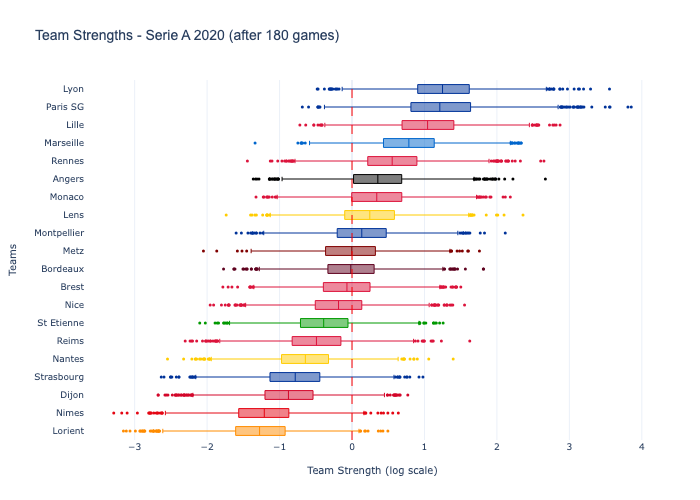 Team Strengths - Serie A 2020 (after 180 games)
Lyon
Paris SG
Lille
Marseille
Rennes
Angers
Monaco
Lens
Montpellier
Metz
Bordeaux
Brest
Nice
St Etienne
Reims
Nantes
Strasbourg
Dijon
Nimes
Lorient
Teams
−3 −2 −1 0 1 2 3 4
Team Strength (log scale)